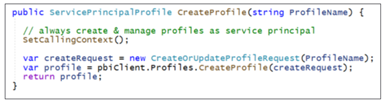 public ServicePrincipalProfile CreateProfile(string ProfileName) {
// always create & manage profiles as service principal
SetCallingContext();
var createRequest = new CreateOrUpdateProfileRequest(ProfileName);
var profile = pbiClient.Profiles.CreateProfile(createRequest);
return profile;
}